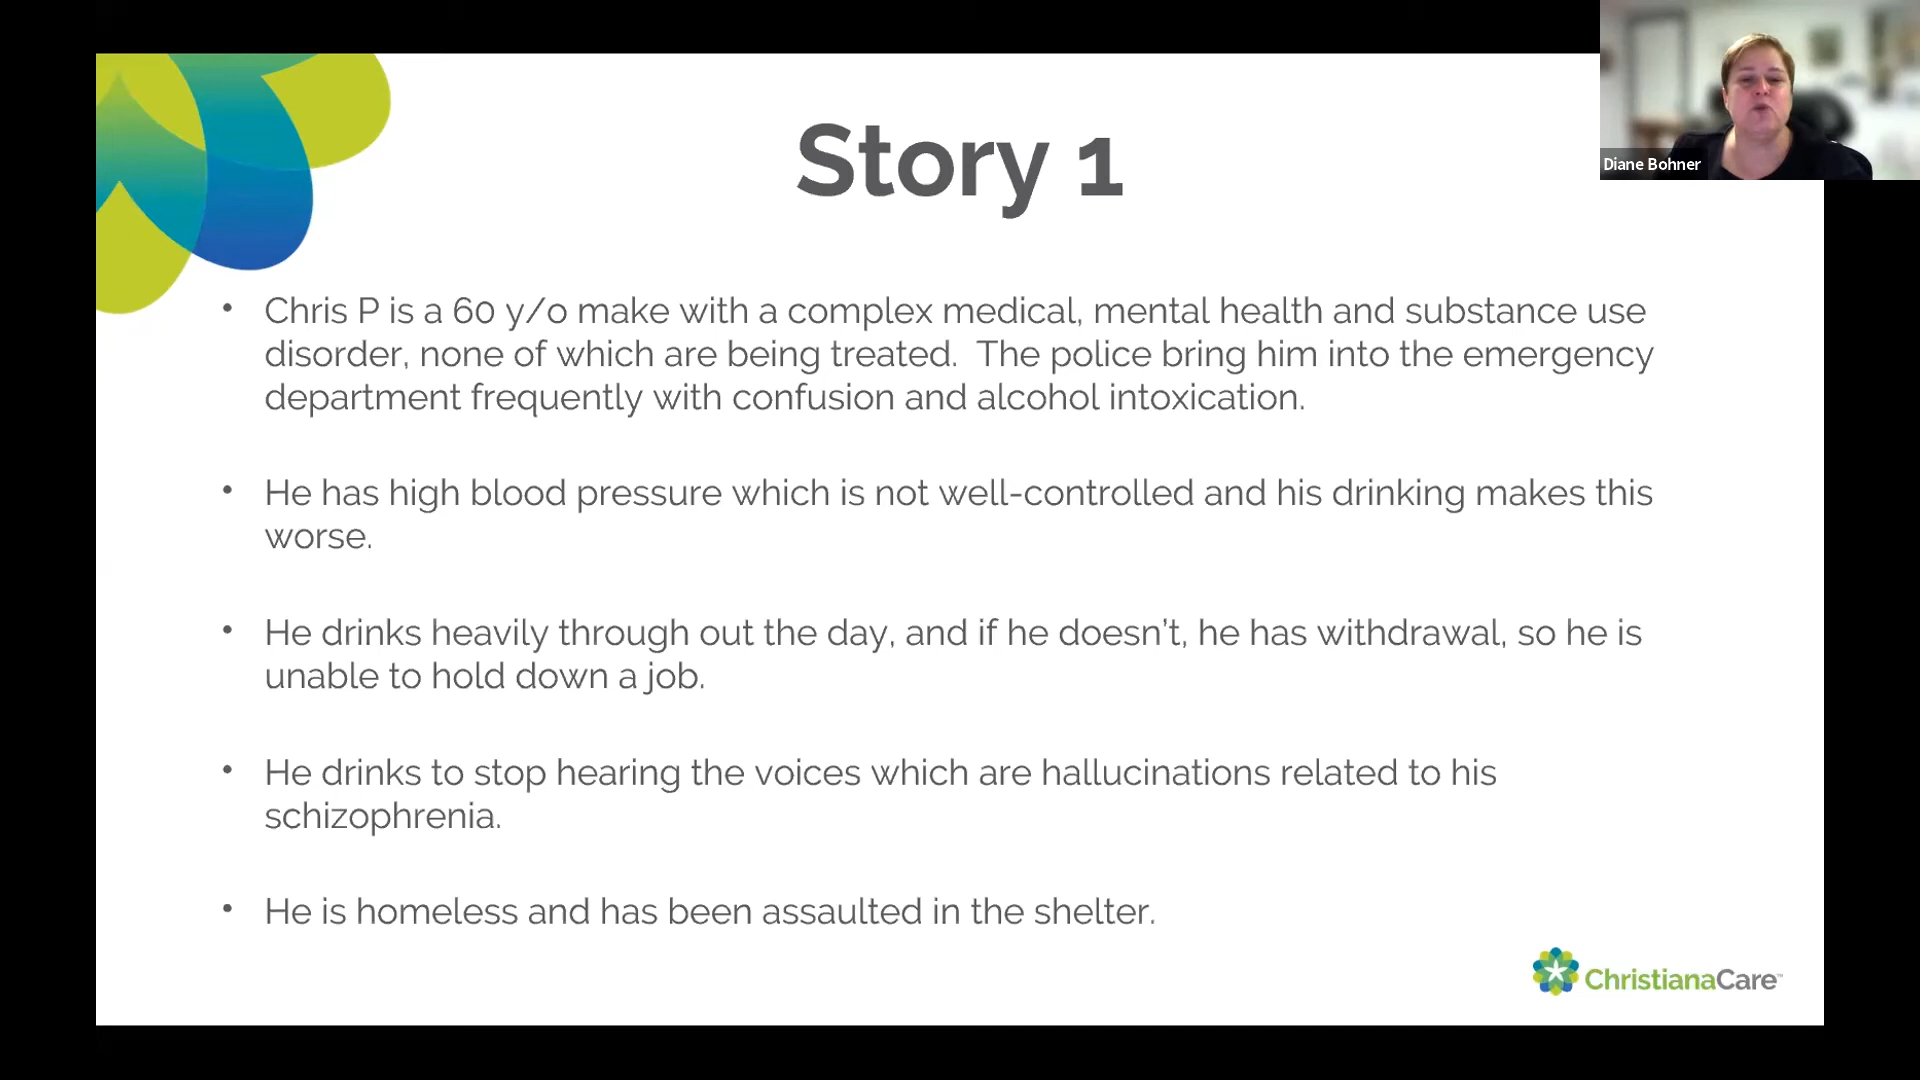 Story 1
Diane Bohner
• Chris P is a 60 y/o make with a complex medical, mental health and substance use
disorder, none of which are being treated.  The police bring him into the emergency
department frequently with confusion and alcohol intoxication.
• He has high blood pressure which is not well-controlled and his drinking makes this
worse.
• He drinks heavily through out the day, and if he doesn't, he has withdrawal, so he is
unable to hold down a job.
• He drinks to stop hearing the voices which are hallucinations related to his
schizophrenia.
• He is homeless and has been assaulted in the shelter.
ChristianaCare™